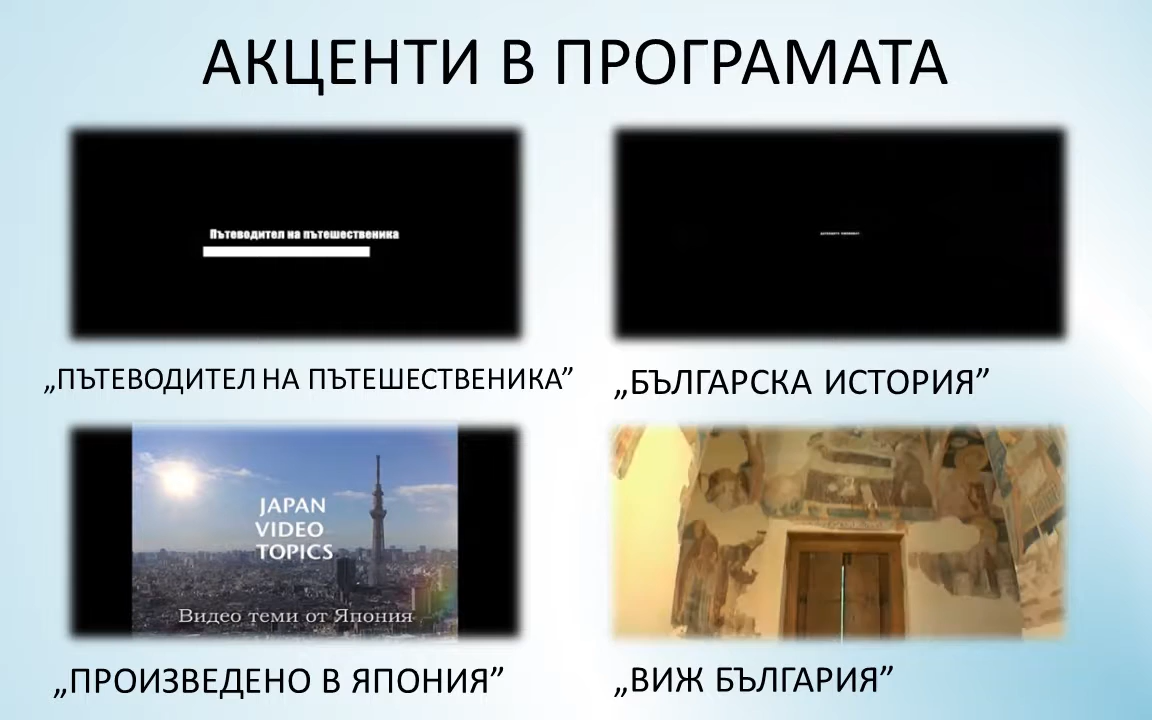 АКЦЕНТИ В ПРОГРАМАТА
Пътеводител на пътешественика
„ПЪТЕВОДИТЕЛ НА ПЪТЕШЕСТВЕНИКА”
„БЪЛГАРСКА ИСТОРИЯ”
JAPAN
VIDEO
TOPICS
Видео теми от Япония
„ПРОИЗВЕДЕНО В ЯПОНИЯ”
„ВИЖ БЪЛГАРИЯ”